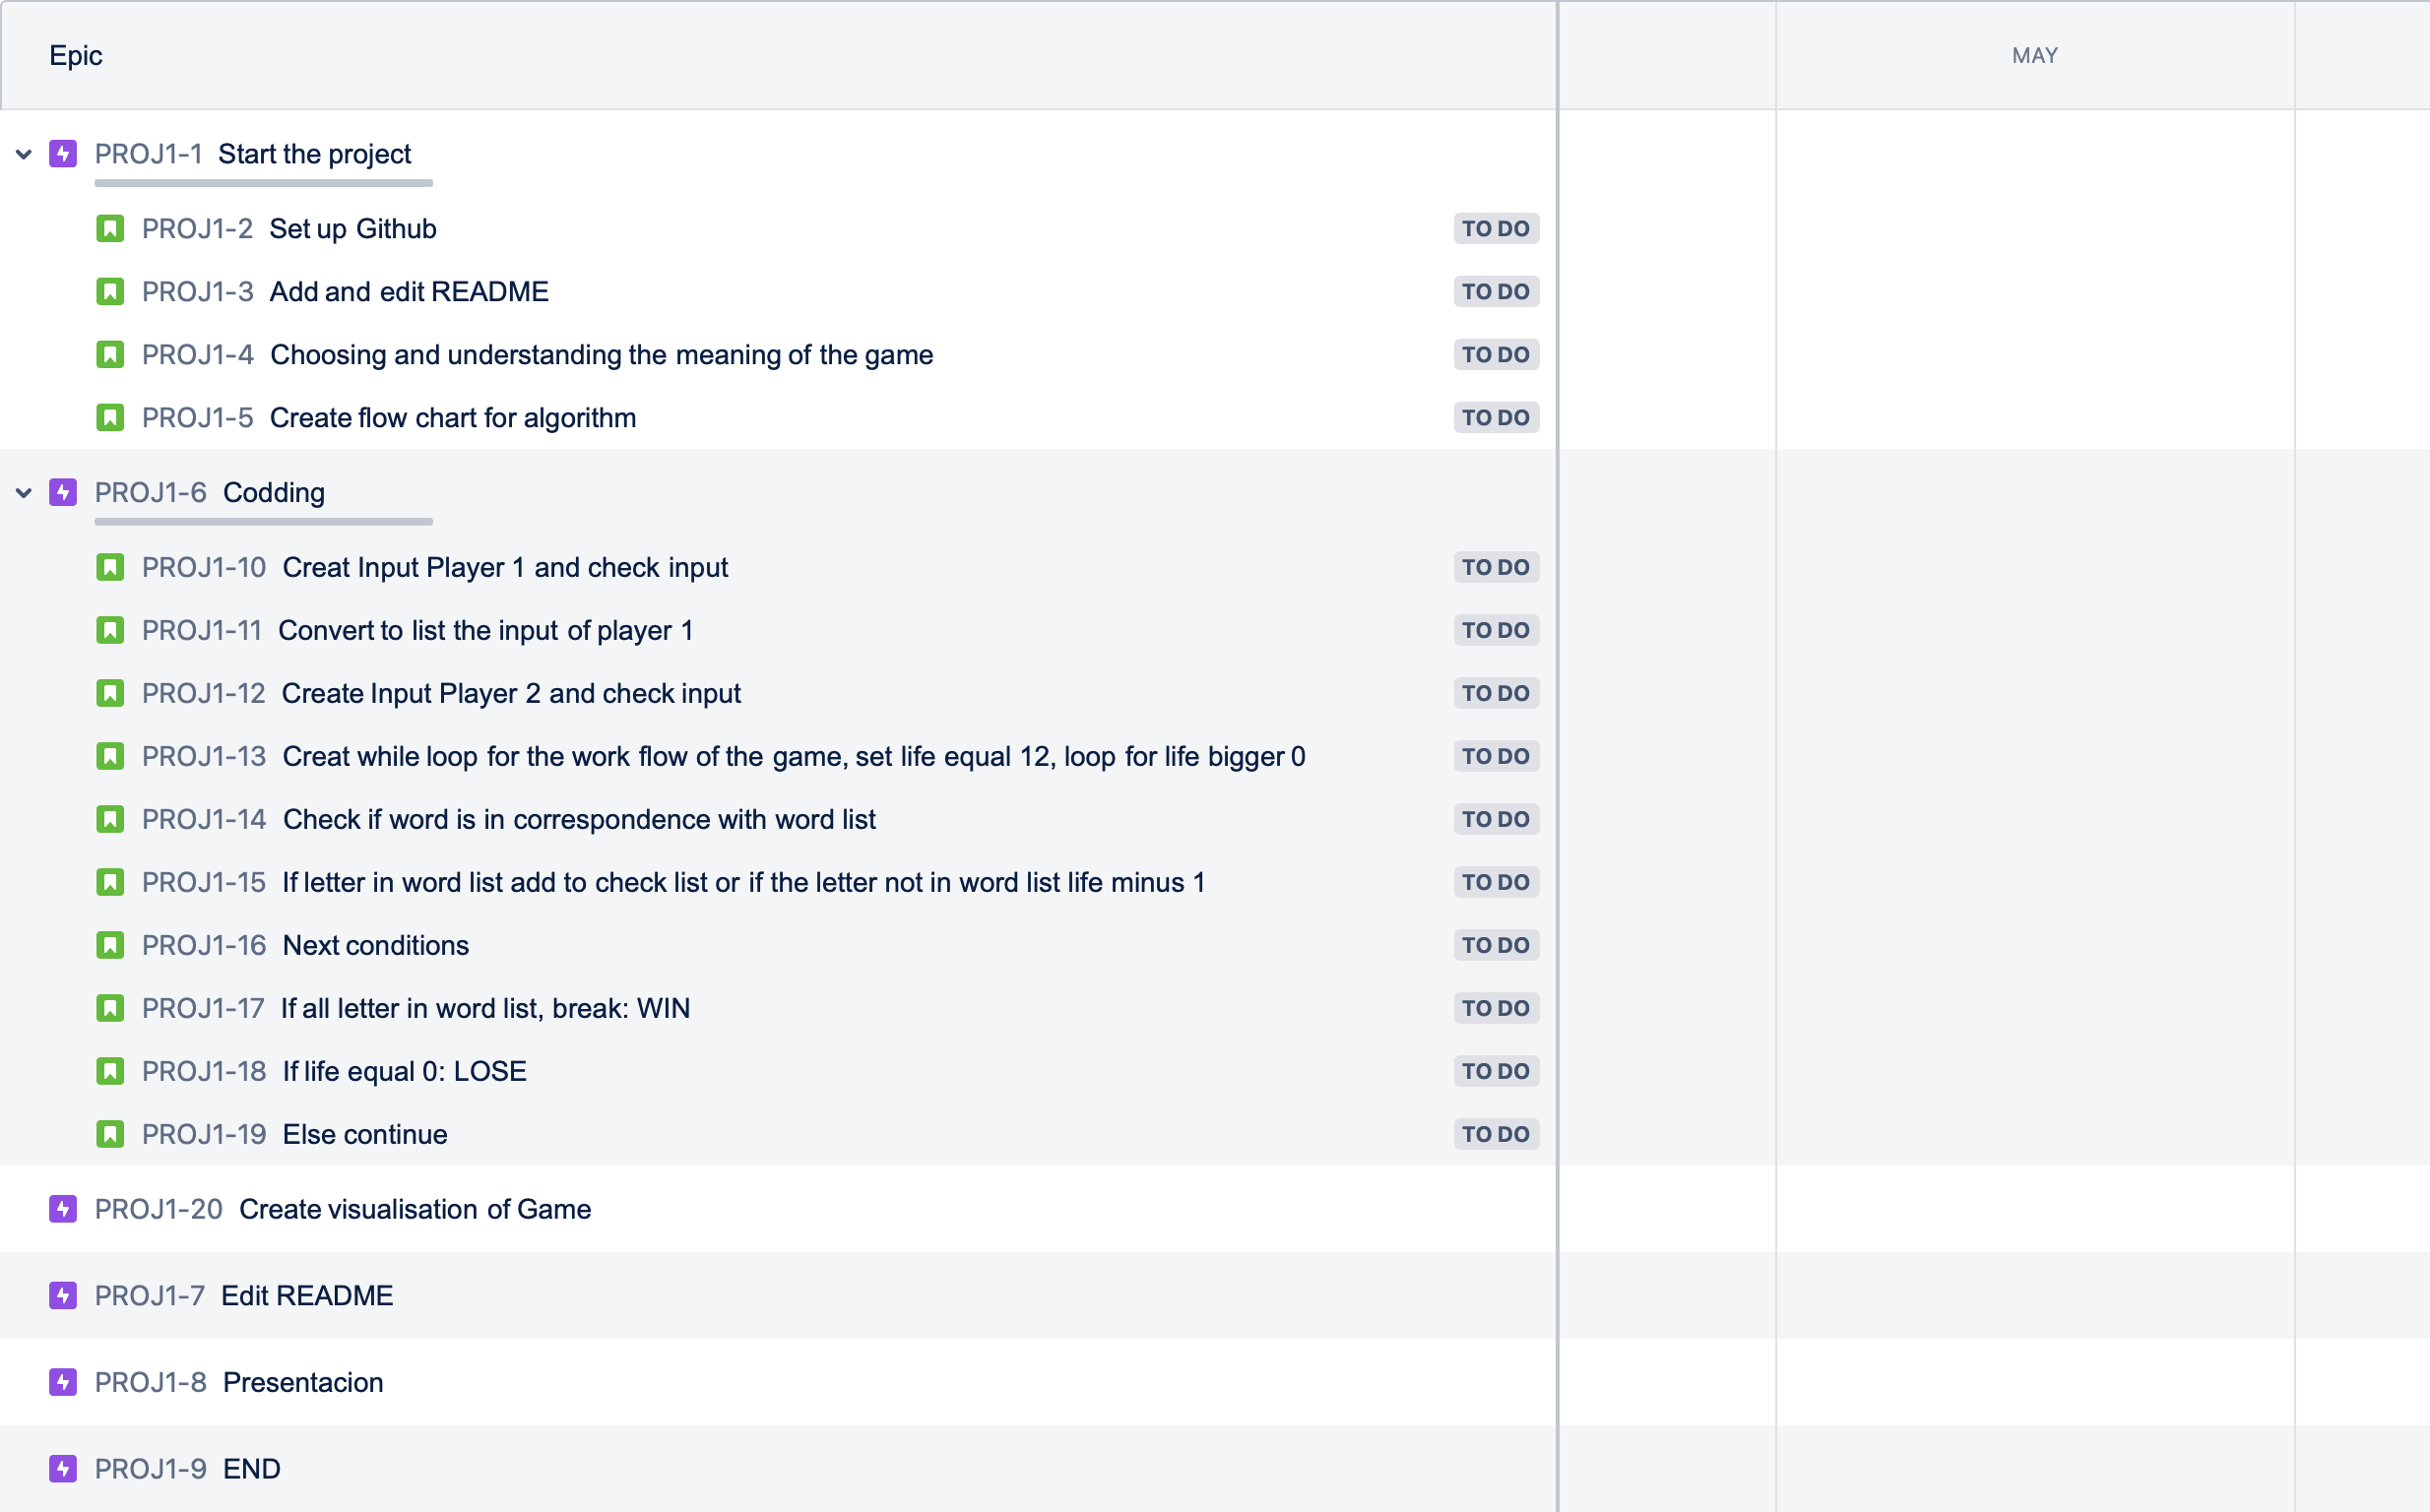 Epic
MAY
PROJ1-1 Start the project
PROJ1-2 Set up Github TO DO
PROJ1-3 Add and edit README TO DO
PROJ1-4 Choosing and understanding the meaning of the game TO DO
PROJ1-5 Create flow chart for algorithm TO DO
PROJ1-6 Codding
PROJ1-10 Creat Input Player 1 and check input TO DO
PROJ1-11 Convert to list the input of player 1 TO DO
PROJ1-12 Create Input Player 2 and check input TO DO
PROJ1-13 Creat while loop for the work flow of the game, set life equal 12, loop for life bigger 0 TO DO
PROJ1-14 Check if word is in correspondence with word list TO DO
PROJ1-15 If letter in word list add to check list or if the letter not in word list life minus 1 TO DO
PROJ1-16 Next conditions TO DO
PROJ1-17 If all letter in word list, break: WIN TO DO
PROJ1-18 If life equal 0: LOSE TO DO
PROJ1-19 Else continue TO DO
PROJ1-20 Create visualisation of Game
PROJ1-7 Edit README
PROJ1-8 Presentacion
PROJ1-9 END